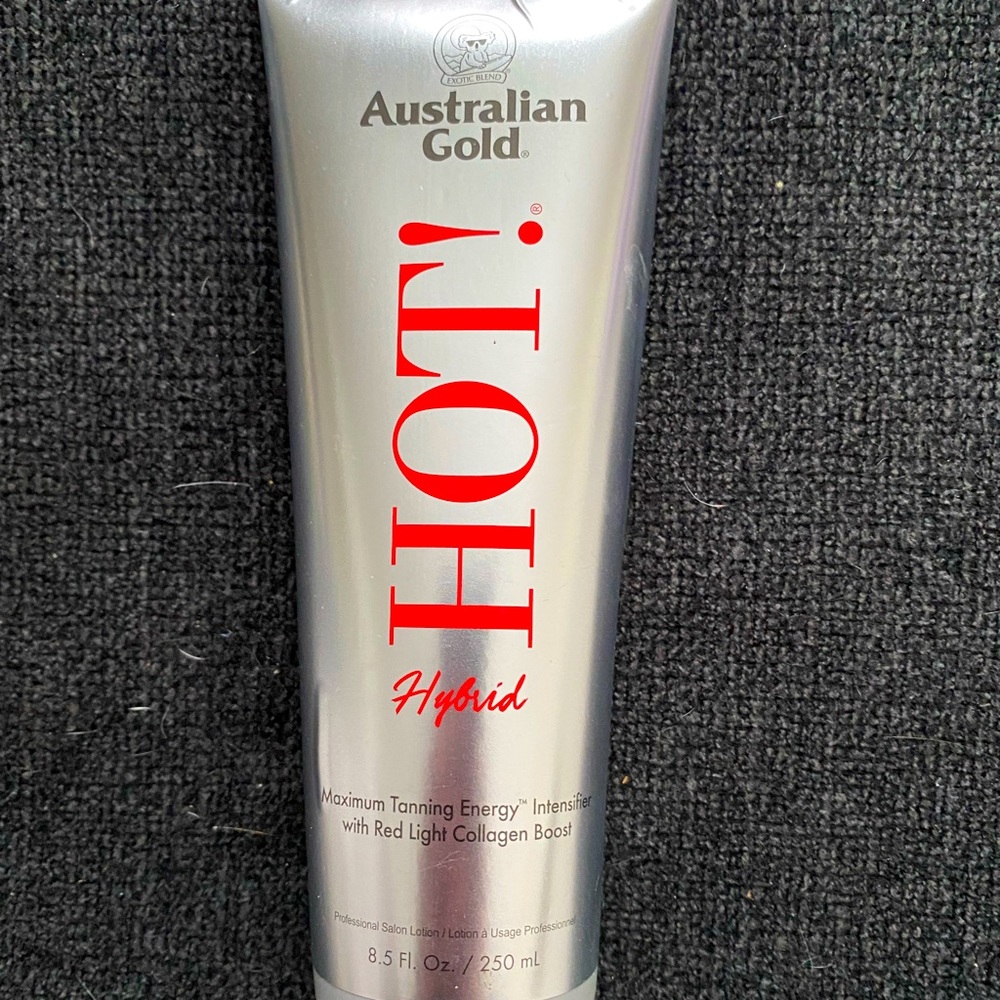 EXOTIC BLEND®
Australian
Gold®
HOT!®
Hybrid
Maximum Tanning Energy™ Intensifier
with Red Light Collagen Boost
Professional Salon Lotion / Lotion à Usage Professionnel
8.5 Fl. Oz. / 250 mL